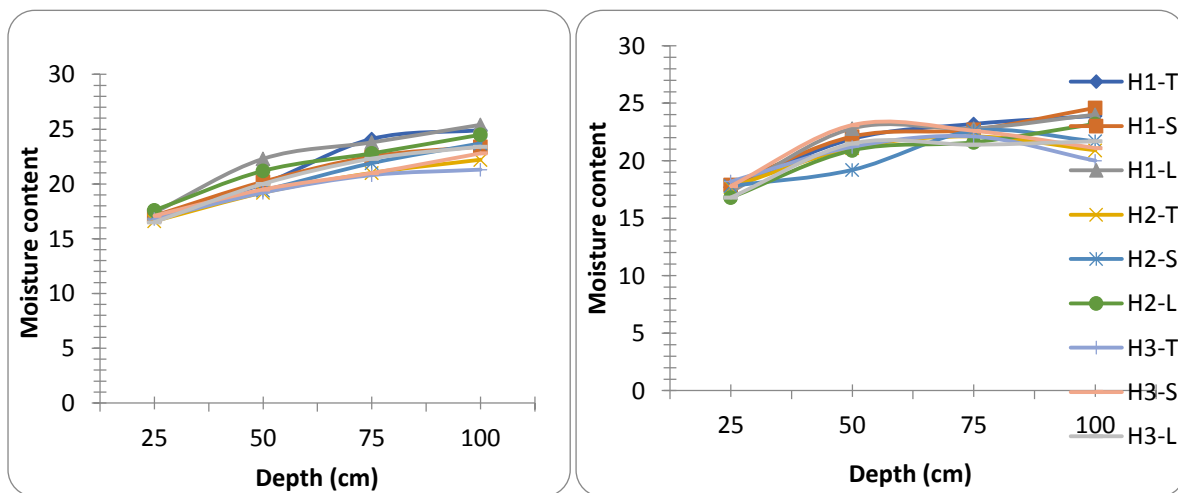 30
25
20
15
10
5
0
Moisture content
25 50 75 100
Depth (cm)
30
25
20
15
10
5
0
Moisture content
25 50 75 100
Depth (cm)
H1-T
H1-S
H1-L
H2-T
H2-S
H2-L
H3-T
H3-S
H3-L